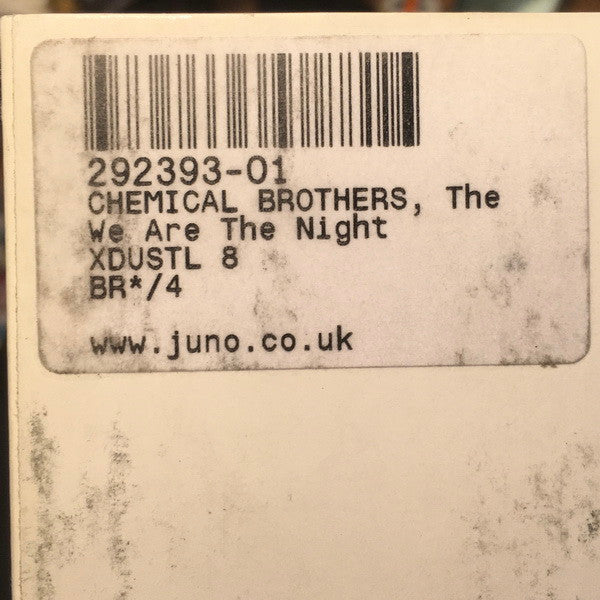 292393-01
CHEMICAL BROTHERS, The
We Are The Night
XDUSTL 8
BR*/4
www.juno.co.uk